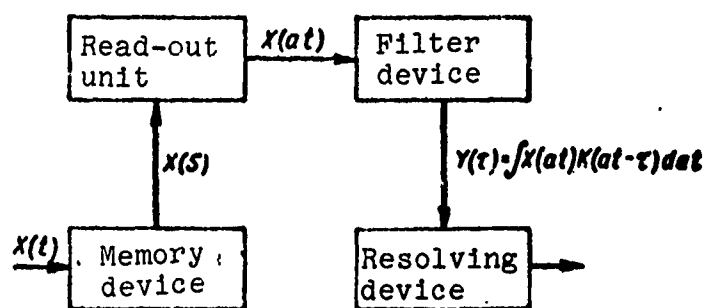 Read-out
unit
X(at)
Filter
device
X(S)
Y(τ)=∫X(at)K(at-τ)dat
X(t)
Memory
device
Resolving
device